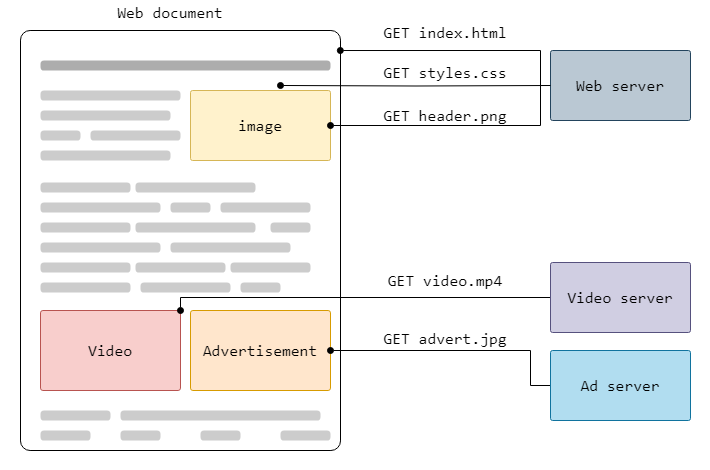 Web document
GET index.html
GET styles.css
Web server
GET header.png
image
GET video.mp4
Video server
Video
Advertisement
GET advert.jpg
Ad server